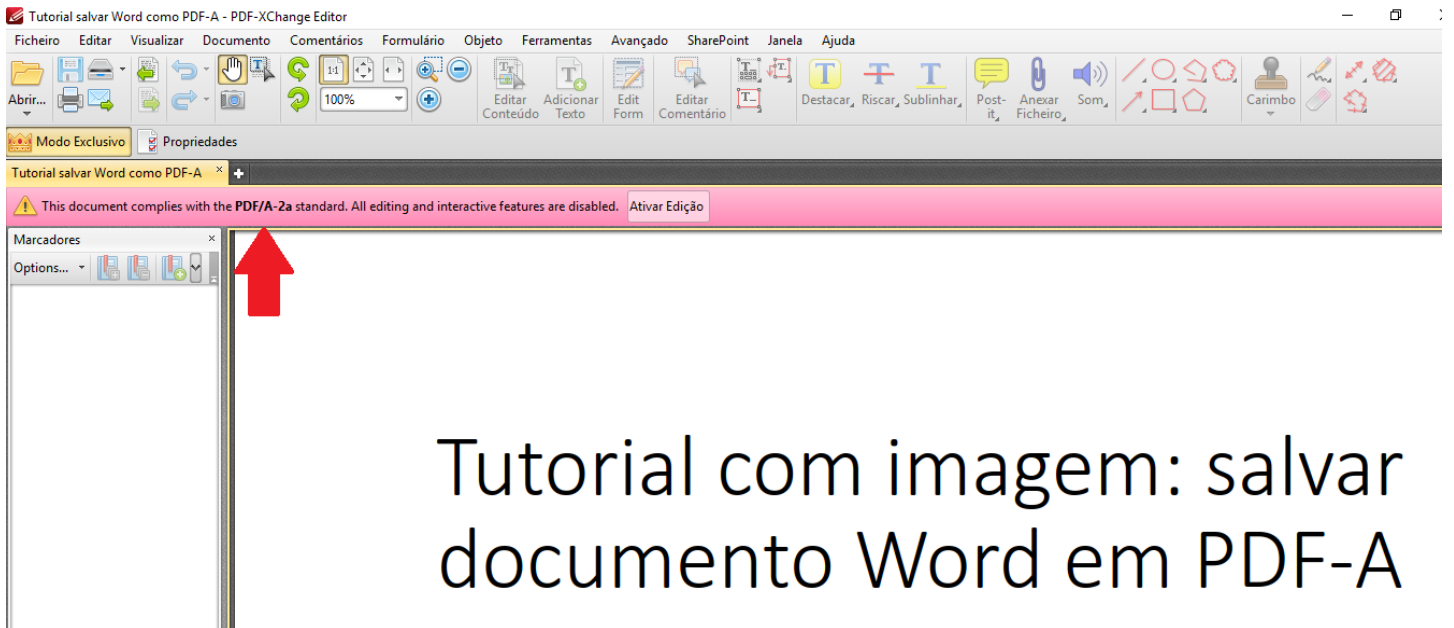 Tutorial salvar Word como PDF-A - PDF-XChange Editor
Ficheiro Editar Visualizar Documento Comentários Formulário Objeto Ferramentas Avançado SharePoint Janela Ajuda
Abrir... 1:1 100% Editar Conteúdo Adicionar Texto Edit Form Editar Comentário Destacar Riscar Sublinhar Post-it Anexar Ficheiro Som Carimbo
Modo Exclusivo Propriedades
Tutorial salvar Word como PDF-A
This document complies with the PDF/A-2a standard. All editing and interactive features are disabled. Ativar Edição
Marcadores
Options...
Tutorial com imagem: salvar
documento Word em PDF-A